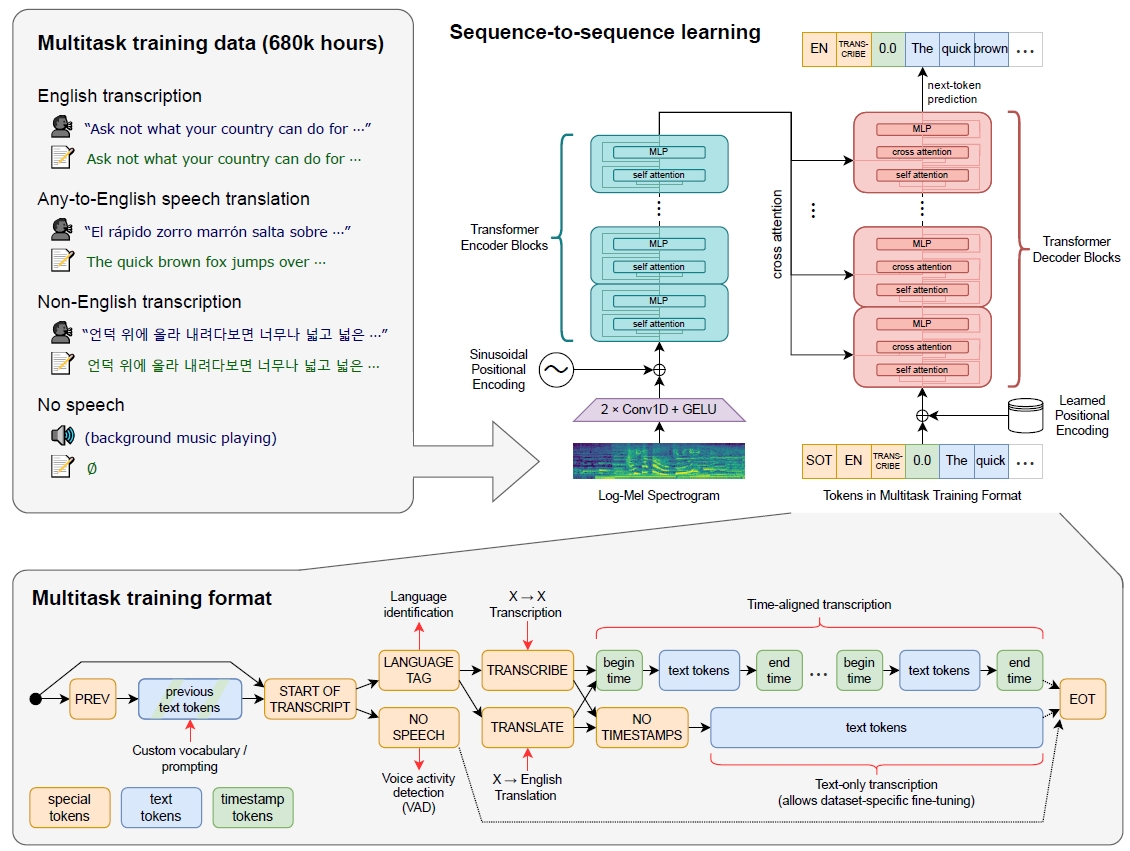 Multitask training data (680k hours)
English transcription
“Ask not what your country can do for ⋯”
Ask not what your country can do for ⋯
Any-to-English speech translation
“El rápido zorro marrón salta sobre ⋯”
The quick brown fox jumps over ⋯
Non-English transcription
“언덕 위에 올라 내려다보면 너무나 넓고 넓은 ⋯”
언덕 위에 올라 내려다보면 너무나 넓고 넓은 ⋯
No speech
(background music playing)
∅
Sequence-to-sequence learning
EN
TRANS-
CRIBE
0.0
The
quick
brown
⋯
next-token
prediction
MLP
self attention
⋮
MLP
self attention
MLP
self attention
Transformer
Encoder Blocks
cross attention
⋮
MLP
cross attention
self attention
⋮
MLP
cross attention
self attention
MLP
cross attention
self attention
Transformer
Decoder Blocks
Sinusoidal
Positional
Encoding
~
2 × Conv1D + GELU
Log-Mel Spectrogram
Learned
Positional
Encoding
SOT
EN
TRANS-
CRIBE
0.0
The
quick
⋯
Tokens in Multitask Training Format
Multitask training format
Language
identification
X → X
Transcription
Time-aligned transcription
PREV
previous
text tokens
START OF
TRANSCRIPT
LANGUAGE
TAG
NO
SPEECH
TRANSCRIBE
TRANSLATE
begin
time
text tokens
end
time
⋯
begin
time
text tokens
end
time
NO
TIMESTAMPS
text tokens
EOT
Custom vocabulary /
prompting
Voice activity
detection
(VAD)
X → English
Translation
Text-only transcription
(allows dataset-specific fine-tuning)
special
tokens
text
tokens
timestamp
tokens